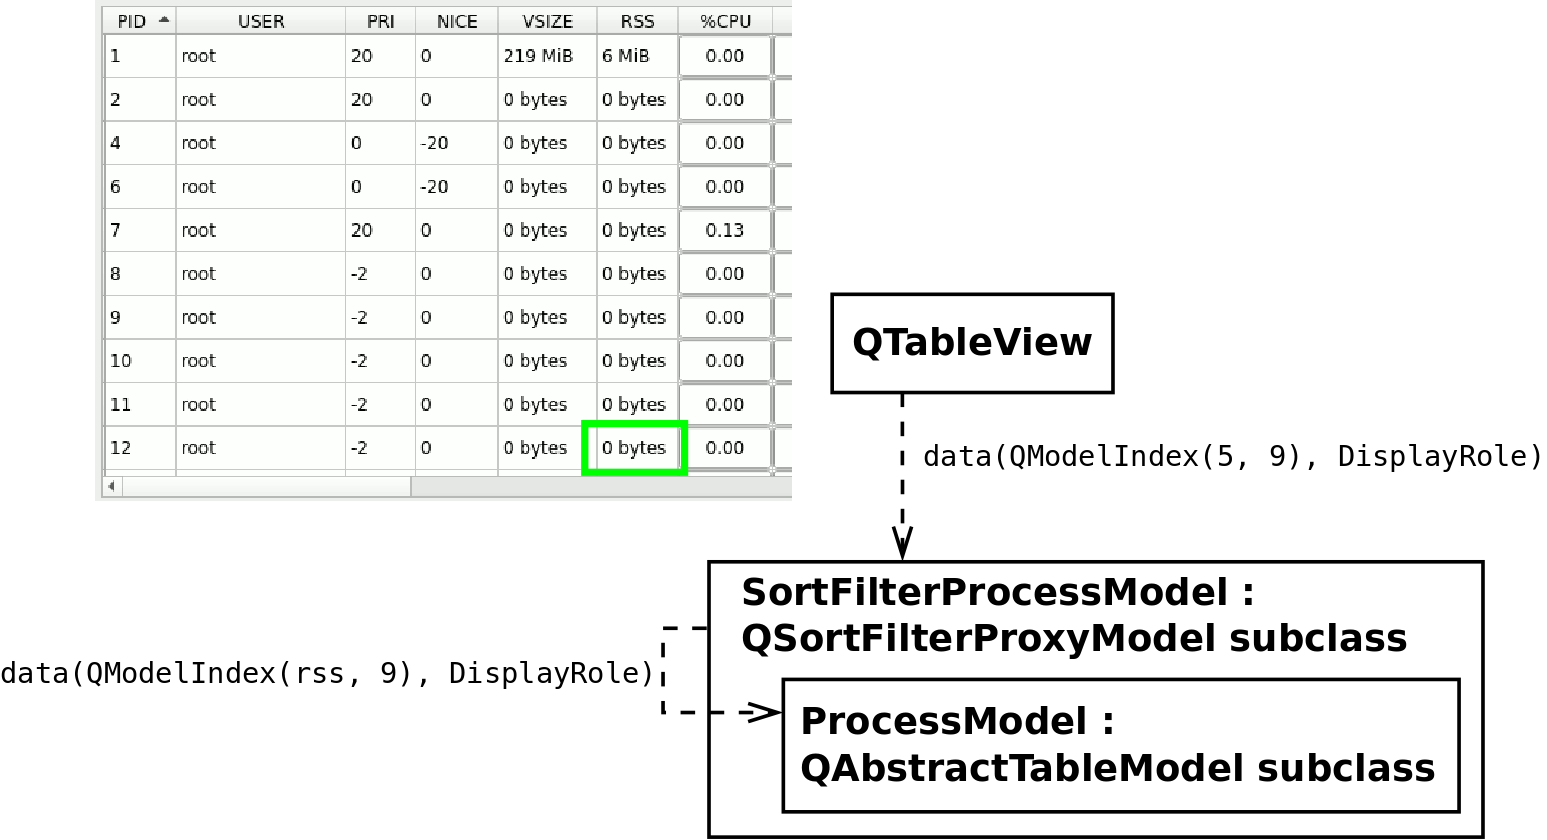 PID USER PRI NICE VSIZE RSS %CPU
1 root 20 0 219 MiB 6 MiB 0.00
2 root 20 0 0 bytes 0 bytes 0.00
4 root 0 -20 0 bytes 0 bytes 0.00
6 root 0 -20 0 bytes 0 bytes 0.00
7 root 20 0 0 bytes 0 bytes 0.13
8 root -2 0 0 bytes 0 bytes 0.00
9 root -2 0 0 bytes 0 bytes 0.00
10 root -2 0 0 bytes 0 bytes 0.00
11 root -2 0 0 bytes 0 bytes 0.00
12 root -2 0 0 bytes 0 bytes 0.00
QTableView
data(QModelIndex(5, 9), DisplayRole)
SortFilterProcessModel :
QSortFilterProxyModel subclass
data(QModelIndex(rss, 9), DisplayRole)
ProcessModel :
QAbstractTableModel subclass